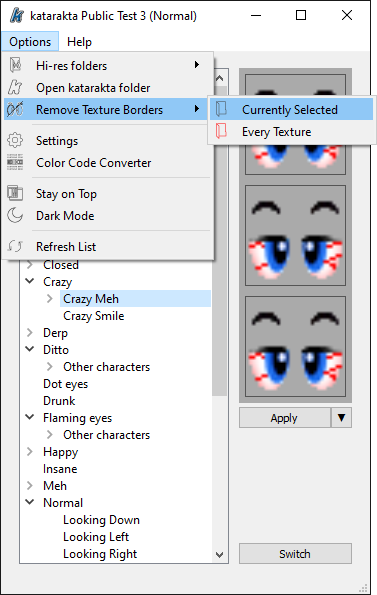 katarakta Public Test 3 (Normal)
Options Help
Hi-res folders
Open katarakta folder
Remove Texture Borders
Currently Selected
Every Texture
Settings
Color Code Converter
Stay on Top
Dark Mode
Refresh List
Closed
Crazy
Crazy Meh
Crazy Smile
Derp
Ditto
Other characters
Dot eyes
Drunk
Flaming eyes
Other characters
Happy
Insane
Meh
Normal
Looking Down
Looking Left
Looking Right
Apply
Switch